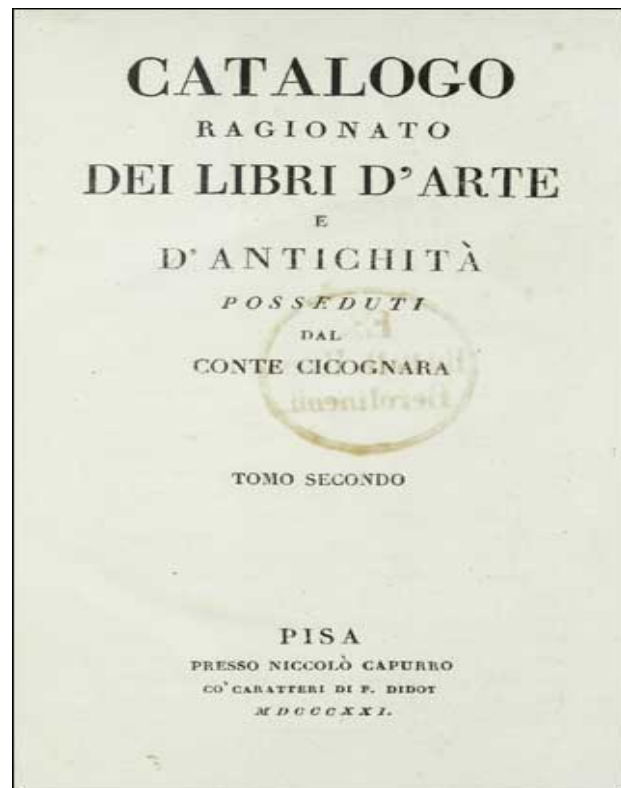 CATALOGO
RAGIONATO
DEI LIBRI D'ARTE
E
D'ANTICHITÀ
POSSEDUTI
DAL
CONTE CICOGNARA
TOMO SECONDO
PISA
PRESSO NICCOLÒ CAPURRO
CO' CARATTERI DI F. DIDOT
MDCCCXXI.